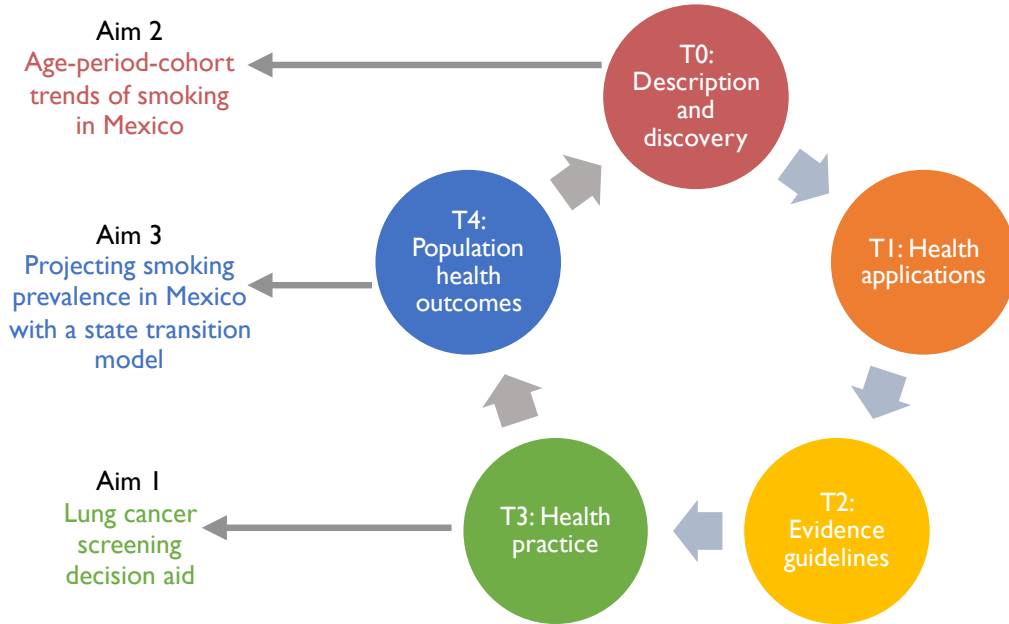 Aim 2
Age-period-cohort
trends of smoking
in Mexico
T0:
Description
and
discovery
Aim 3
Projecting smoking
prevalence in Mexico
with a state transition
model
T4:
Population
health
outcomes
T1: Health
applications
Aim 1
Lung cancer
screening
decision aid
T3: Health
practice
T2:
Evidence
guidelines